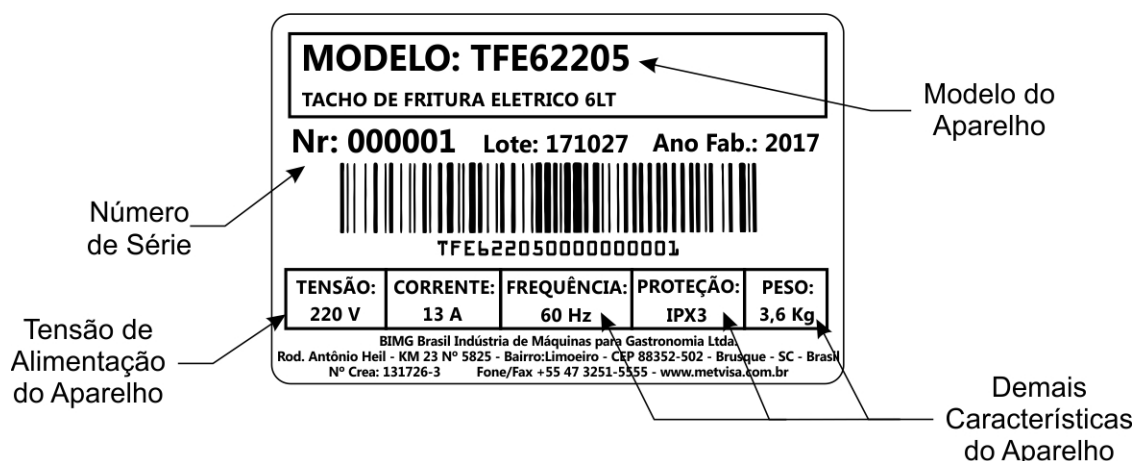 MODELO: TFE62205
TACHO DE FRITURA ELETRICO 6LT
Modelo do
Aparelho
Nr: 000001 Lote: 171027 Ano Fab.: 2017
Número
de Série
TFE622050000000001
TENSÃO: CORRENTE: FREQUÊNCIA: PROTEÇÃO: PESO:
220 V 13 A 60 Hz IPX3 3,6 Kg
Tensão de
Alimentação
do Aparelho
BIMG Brasil Indústria de Máquinas para Gastronomia Ltda.
Rod. Antônio Heil - KM 23 Nº 5825 - Bairro:Limoeiro - CEP 88352-502 - Brusque - SC - Brasil
Nº Crea: 131726-3 Fone/Fax +55 47 3251-5555 - www.metvisa.com.br
Demais
Características
do Aparelho